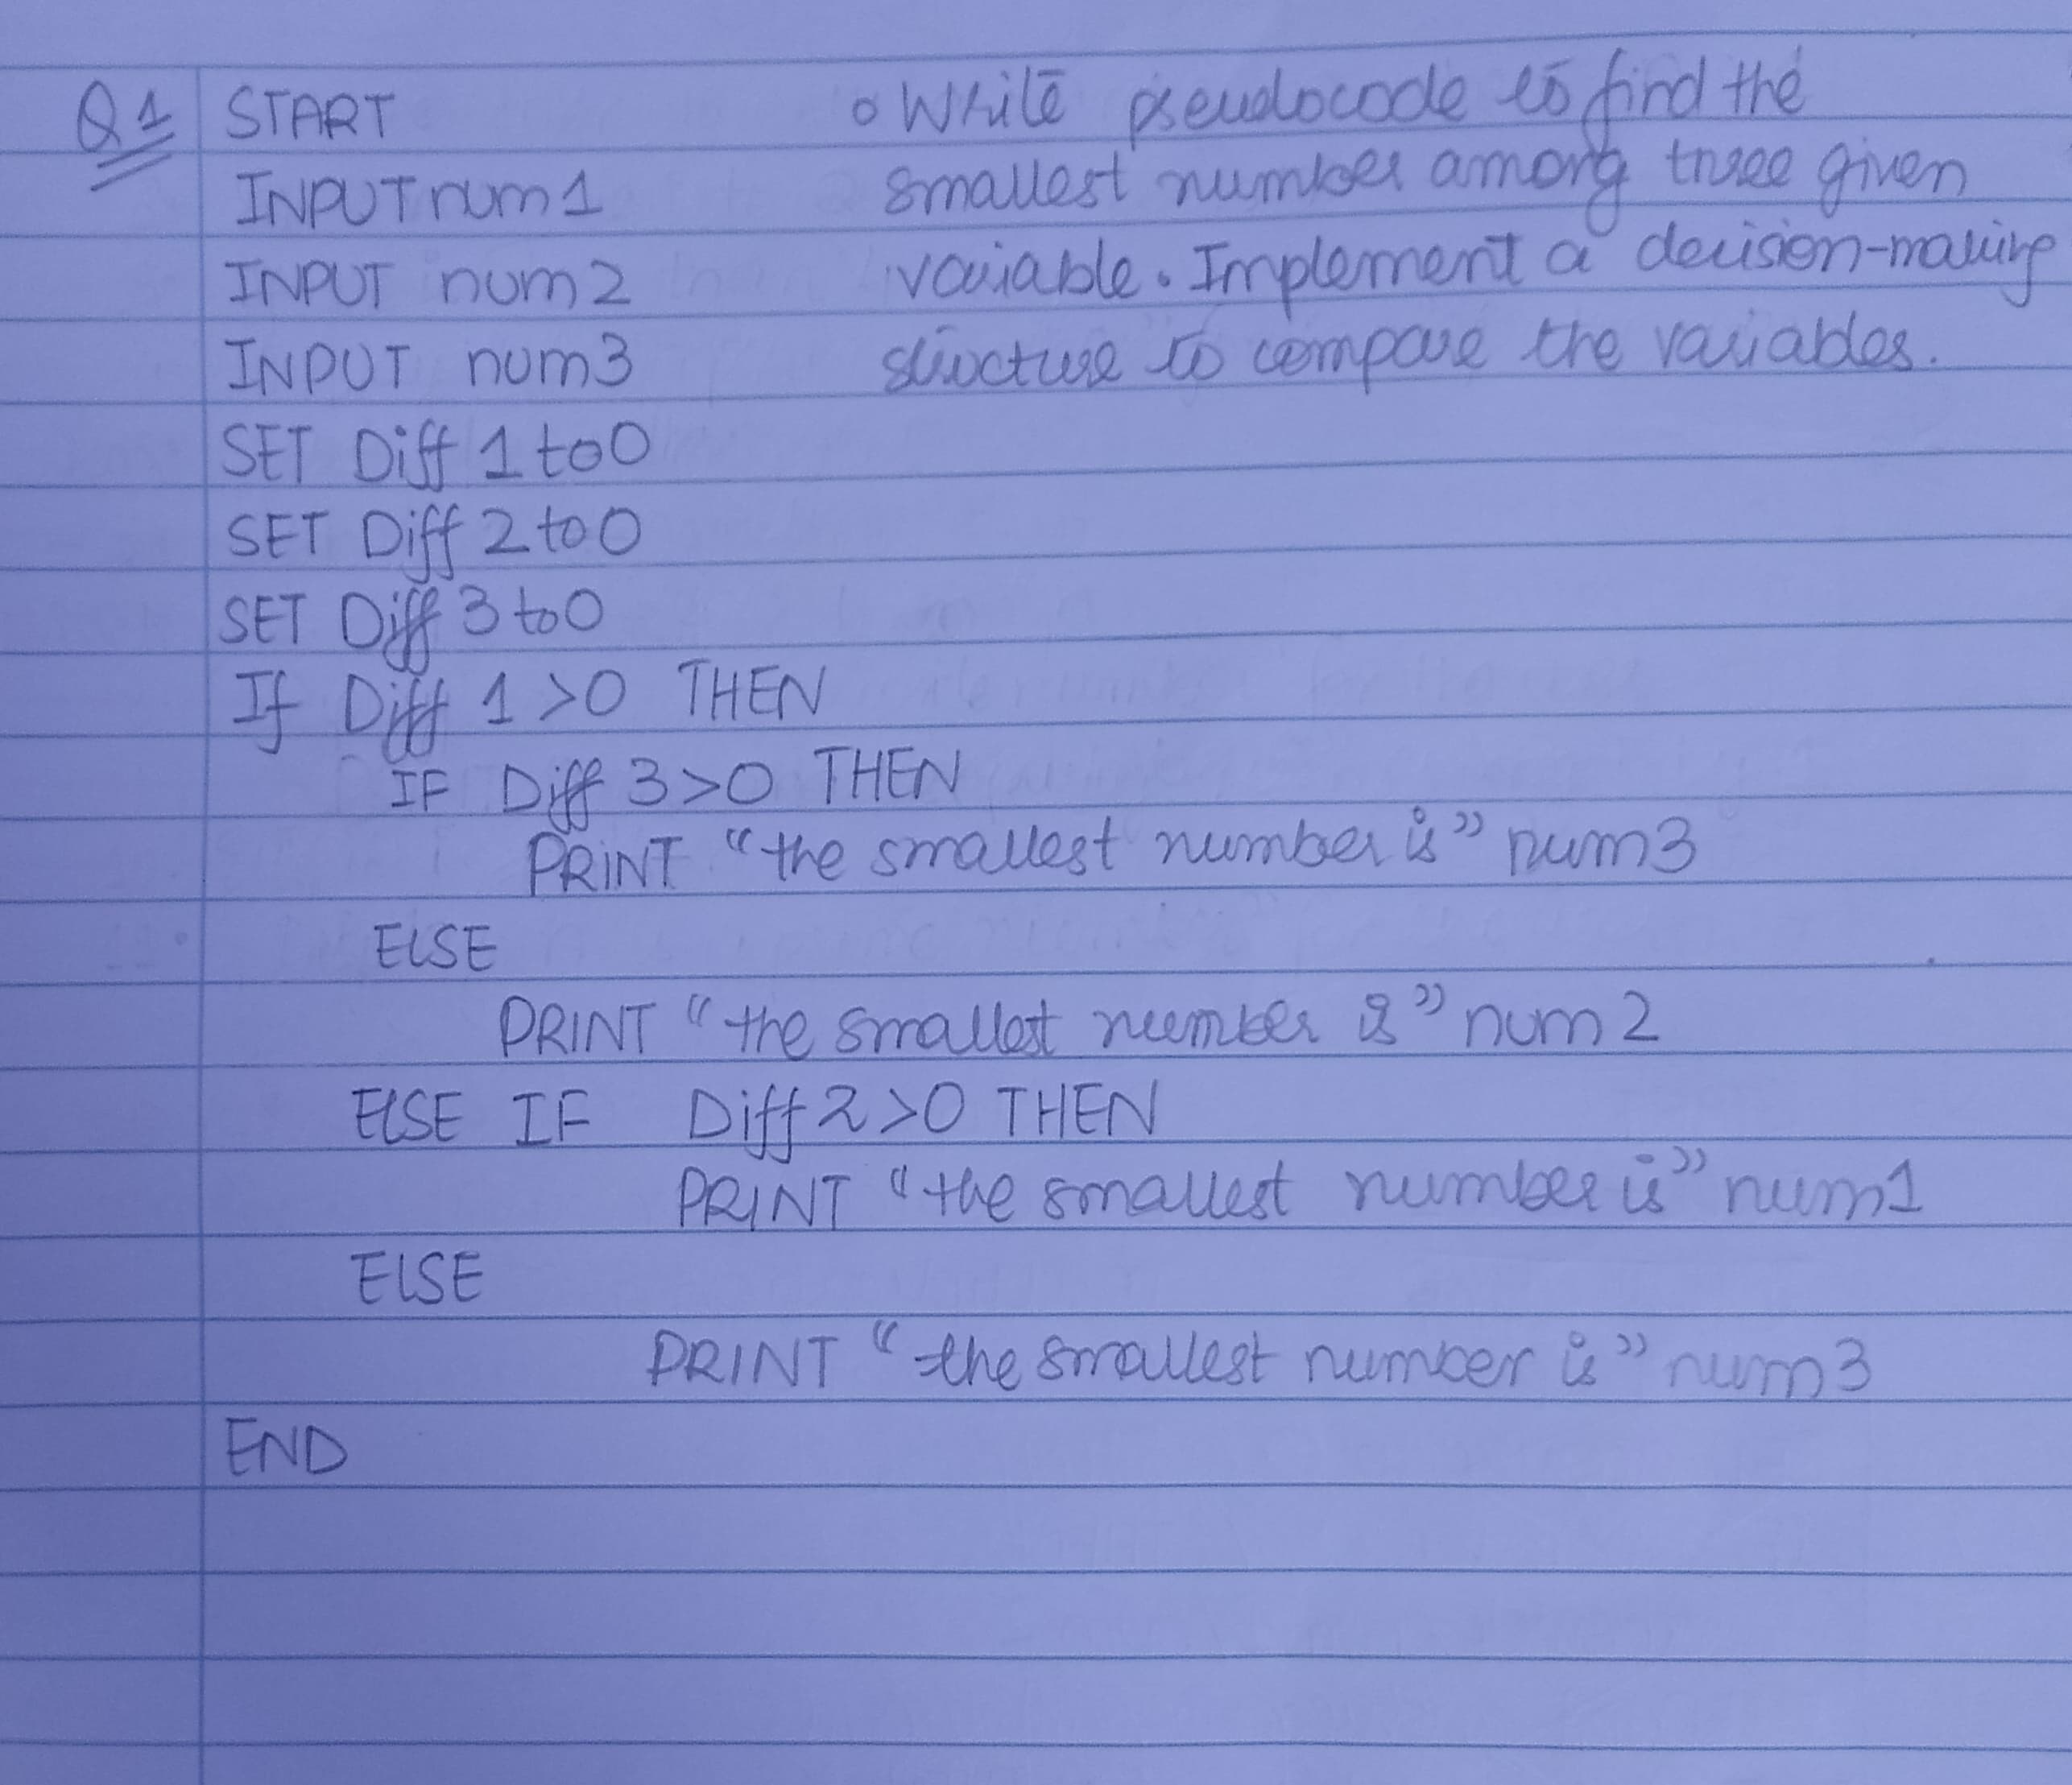 Q1 START
INPUT num1
INPUT num2
INPUT num3
SET Diff 1 to 0
SET Diff 2 to 0
SET Diff 3 to 0
If Diff 1 >0 THEN
IF Diff 3 >0 THEN
PRINT “the smallest number is” num3
ELSE
PRINT “the smallest number is” num 2
ELSE IF Diff 2 >0 THEN
PRINT “the smallest number is” num1
ELSE
PRINT “the smallest number is” num3
END
o Write pseudocode to find the
smallest number among three given
variable. Implement a decision-making
structure to compare the variables.